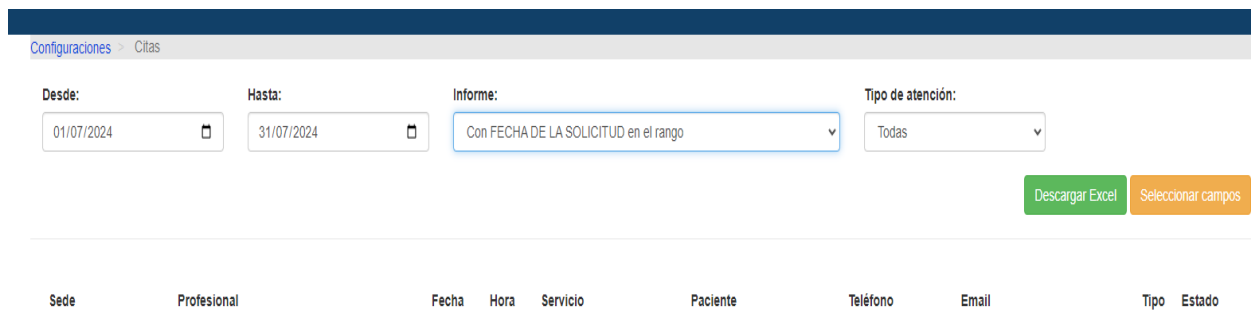 Configuraciones > Citas
Desde: Hasta: Informe: Tipo de atención:
01/07/2024 31/07/2024 Con FECHA DE LA SOLICITUD en el rango Todas
Descargar Excel Seleccionar campos
Sede Profesional Fecha Hora Servicio Paciente Teléfono Email Tipo Estado